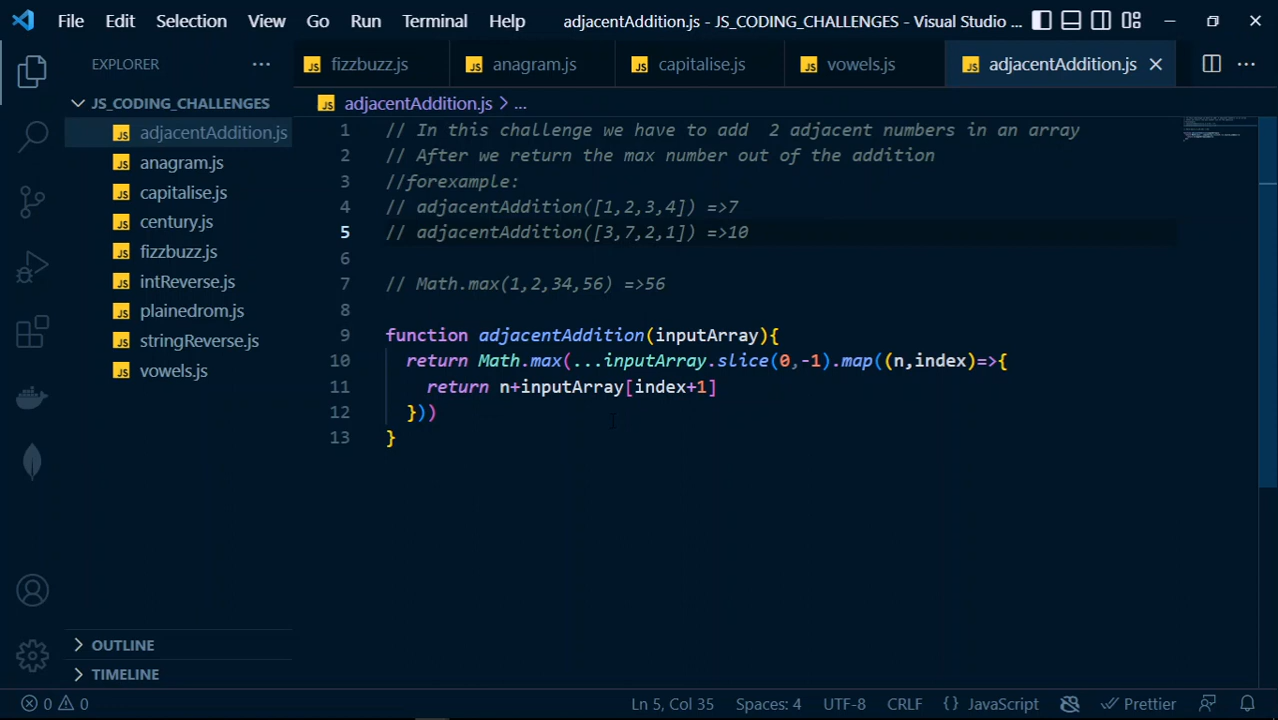 File Edit Selection View Go Run Terminal Help adjacentAddition.js - JS_CODING_CHALLENGES - Visual Studio ...
EXPLORER ...
fizzbuzz.js anagram.js capitalise.js vowels.js adjacentAddition.js
JS_CODING_CHALLENGES
adjacentAddition.js
anagram.js
capitalise.js
century.js
fizzbuzz.js
intReverse.js
plainedrom.js
stringReverse.js
vowels.js
OUTLINE
TIMELINE
adjacentAddition.js > ...
1 // In this challenge we have to add  2 adjacent numbers in an array
2 // After we return the max number out of the addition
3 //forexample:
4 // adjacentAddition([1,2,3,4]) =>7
5 // adjacentAddition([3,7,2,1]) =>10
6
7 // Math.max(1,2,34,56) =>56
8
9 function adjacentAddition(inputArray){
10 return Math.max(...inputArray.slice(0,-1).map((n,index)=>{
11 return n+inputArray[index+1]
12 }))
13 }
0 0 Ln 5, Col 35 Spaces: 4 UTF-8 CRLF {} JavaScript Prettier